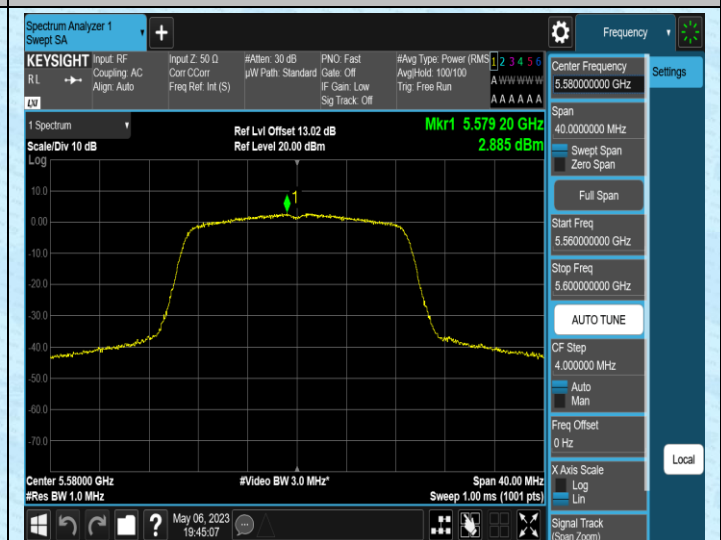 Spectrum Analyzer 1
Swept SA
Frequency
KEYSIGHT
RL
LXI
Input: RF
Coupling: AC
Align: Auto
Input Z: 50 Ω
Corr CCorr
Freq Ref: Int (S)
#Atten: 30 dB
µW Path: Standard
PNO: Fast
Gate: Off
IF Gain: Low
Sig Track: Off
#Avg Type: Power (RMS
Avg|Hold: 100/100
Trig: Free Run
1 2 3 4 5 6
A W W W W W
A A A A A A
Center Frequency
5.580000000 GHz
Settings
Span
40.0000000 MHz
Swept Span
Zero Span
Full Span
Start Freq
5.560000000 GHz
Stop Freq
5.600000000 GHz
AUTO TUNE
CF Step
4.000000 MHz
Auto
Man
Freq Offset
0 Hz
X Axis Scale
Log
Lin
Signal Track
(Span Zoom)
Local
1 Spectrum
Scale/Div 10 dB
Log
Ref Lvl Offset 13.02 dB
Ref Level 20.00 dBm
Mkr1 5.579 20 GHz
2.885 dBm
1
10.0
0.00
-10.0
-20.0
-30.0
-40.0
-50.0
-60.0
-70.0
Center 5.58000 GHz
#Res BW 1.0 MHz
#Video BW 3.0 MHz*
Span 40.00 MHz
Sweep 1.00 ms (1001 pts)
?
May 06, 2023
19:45:07